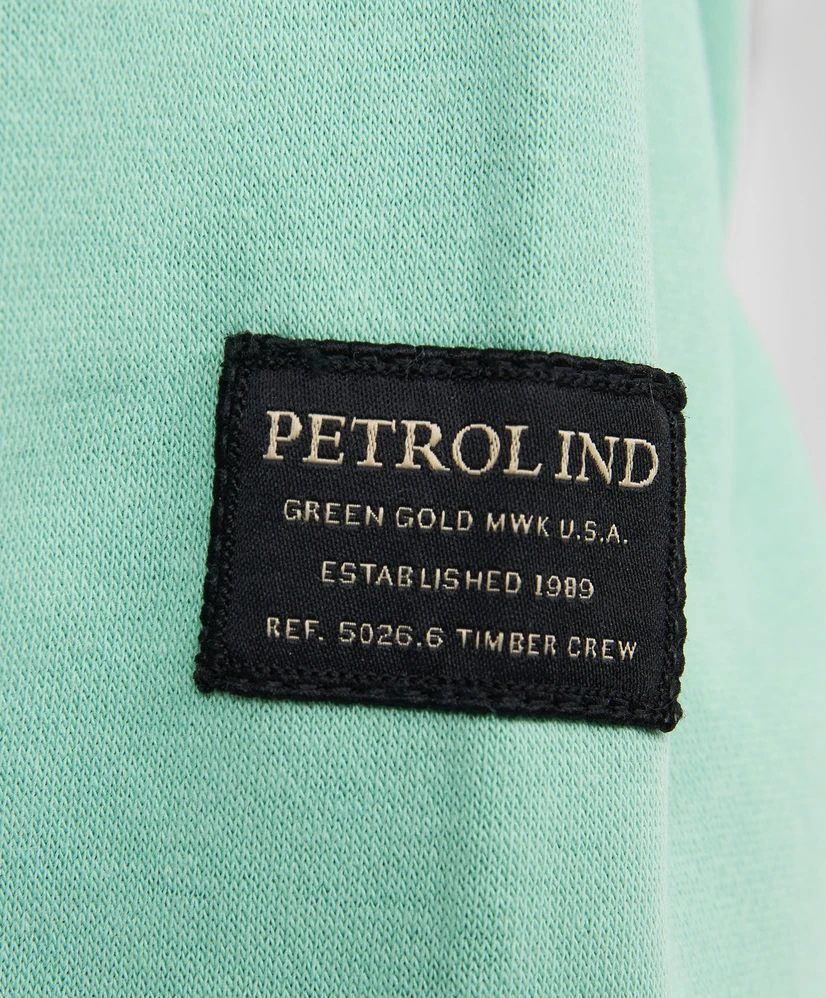 PETROL IND
GREEN GOLD MWK U.S.A.
ESTABLISHED 1989
REF. 5026.6 TIMBER CREW